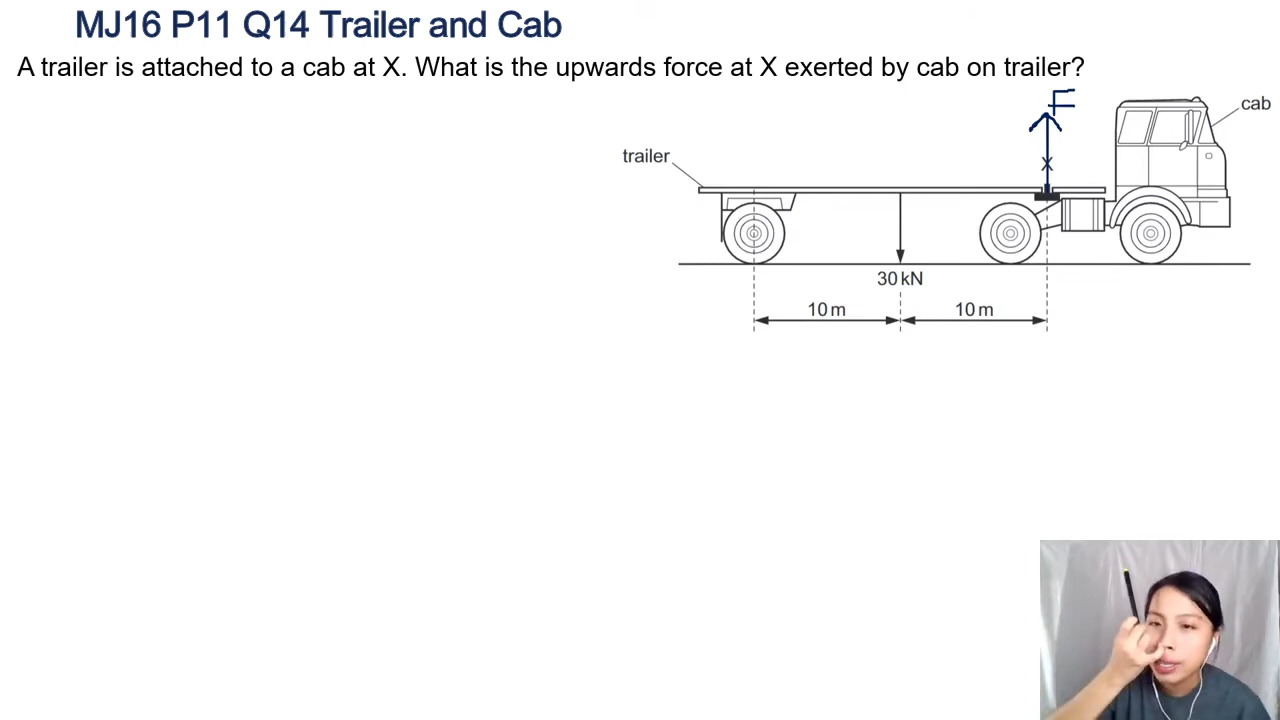 MJ16 P11 Q14 Trailer and Cab
A trailer is attached to a cab at X. What is the upwards force at X exerted by cab on trailer?
F
cab
trailer
X
30 kN
10 m
10 m